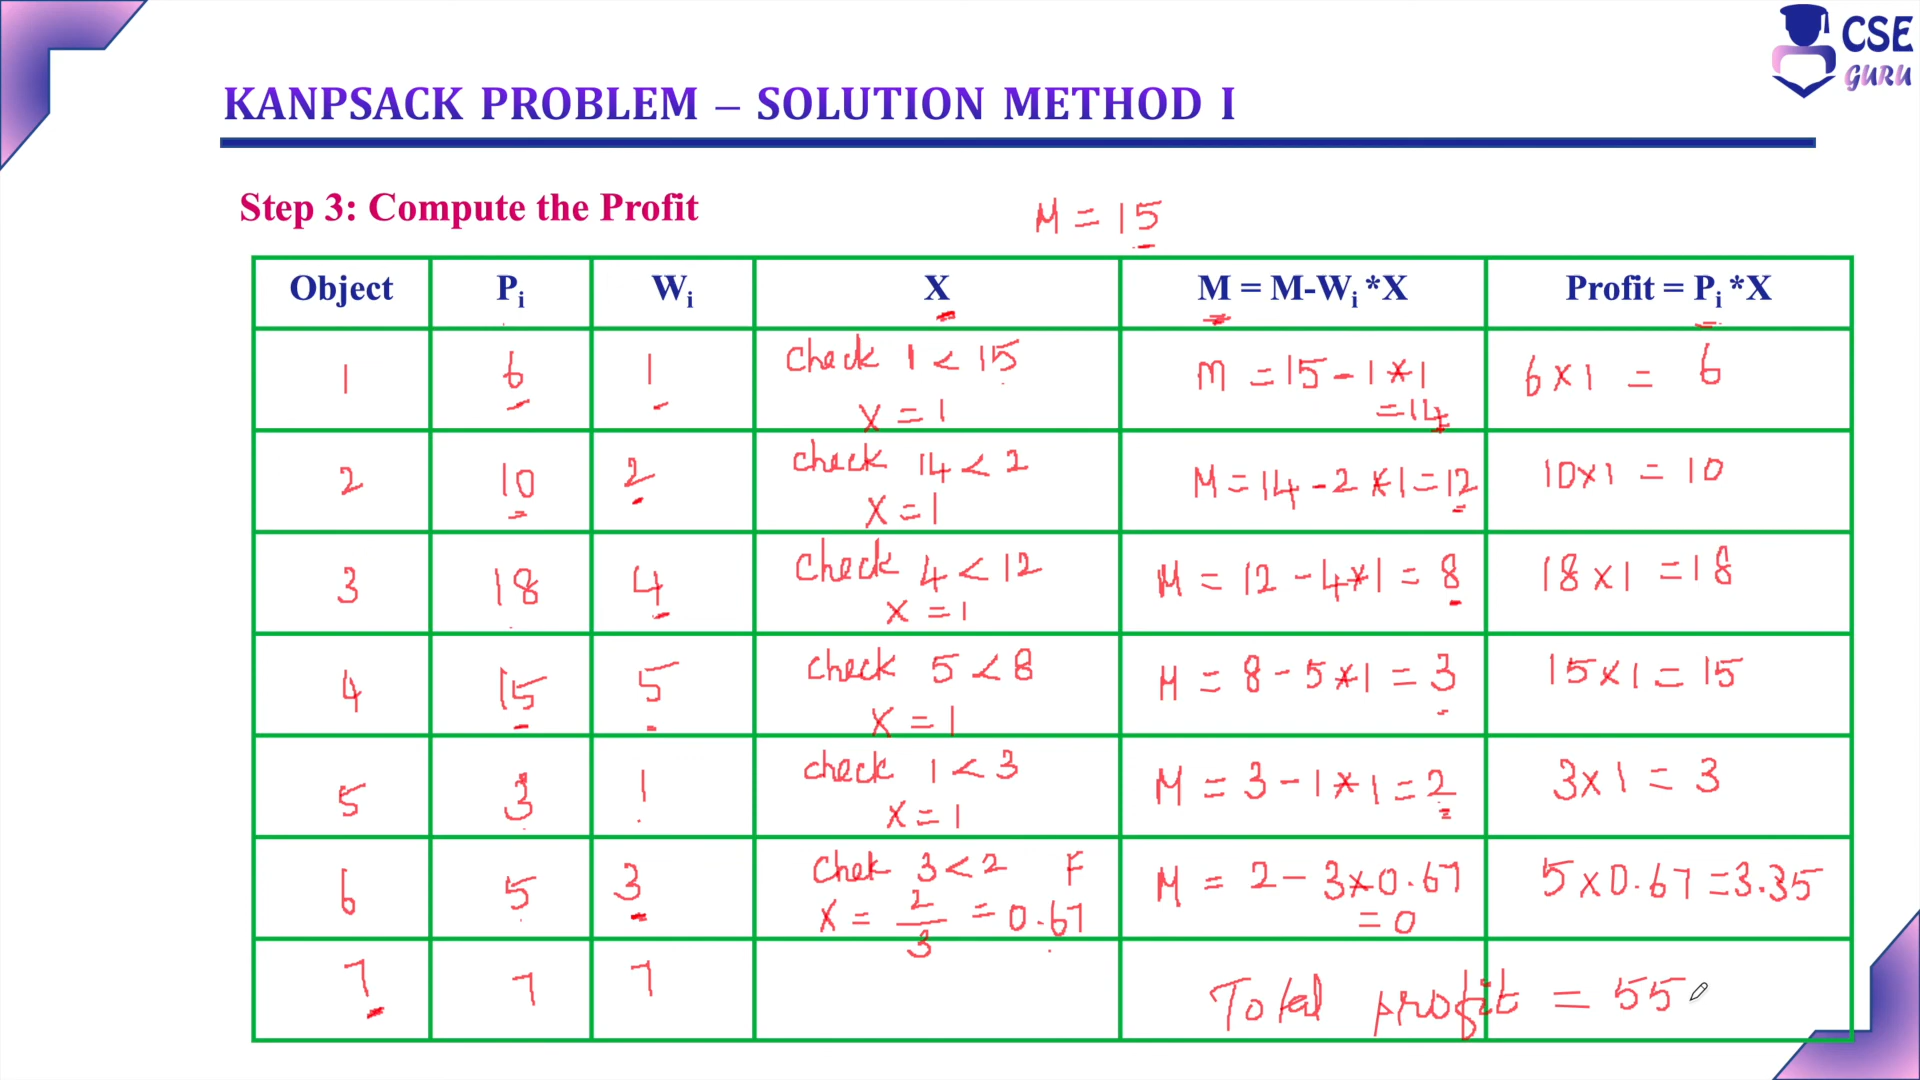 CSE
GURU
KANPSACK PROBLEM – SOLUTION METHOD I
Step 3: Compute the Profit
M = 15
Object Pi Wi X M = M-Wi *X Profit = Pi *X
1 6 1 check 1 < 15 M = 15 - 1 * 1 6 x 1 = 6
X = 1 = 14
2 10 2 check 14 < 2 M = 14 - 2 * 1 = 12 10 x 1 = 10
X = 1
3 18 4 check 4 < 12 M = 12 - 4 * 1 = 8 18 x 1 = 18
X = 1
4 15 5 check 5 < 8 M = 8 - 5 * 1 = 3 15 x 1 = 15
X = 1
5 3 1 check 1 < 3 M = 3 - 1 * 1 = 2 3 x 1 = 3
X = 1
6 5 3 Chek 3 < 2 F M = 2 - 3 * 0.67 5 x 0.67 = 3.35
X = 2/3 = 0.67 = 0
7 7 7 Total profit = 55